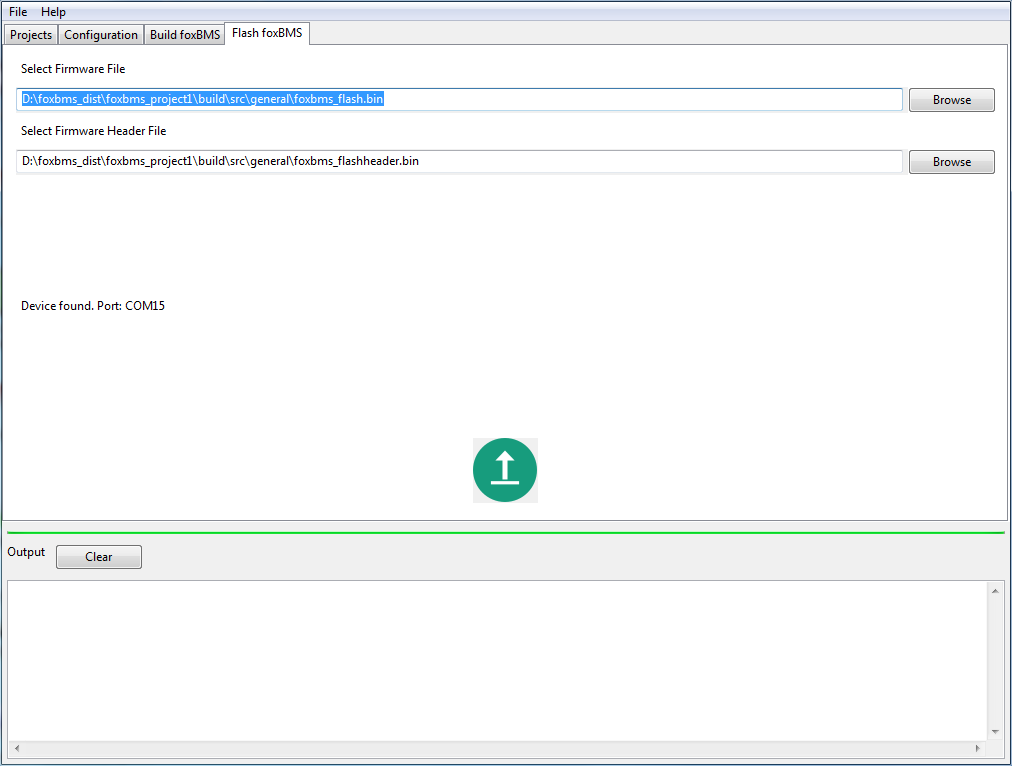 File Help
Projects Configuration Build foxBMS Flash foxBMS
Select Firmware File
D:\foxbms_dist\foxbms_project1\build\src\general\foxbms_flash.bin Browse
Select Firmware Header File
D:\foxbms_dist\foxbms_project1\build\src\general\foxbms_flashheader.bin Browse
Device found. Port: COM15
Output Clear